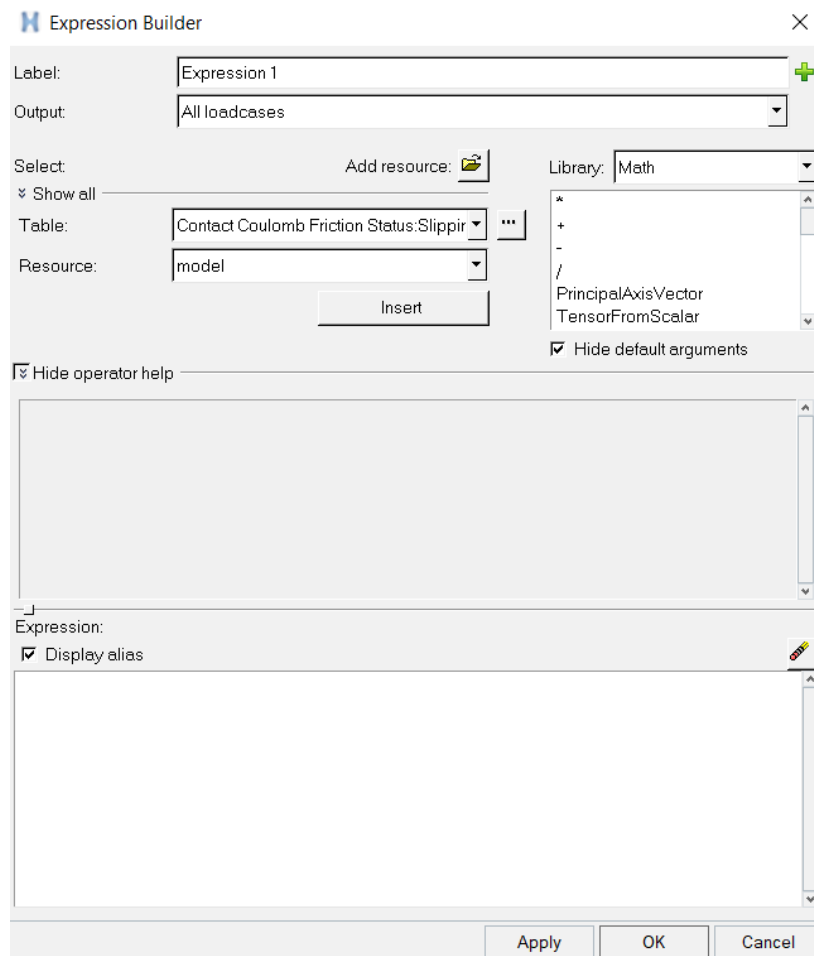 Expression Builder
Label: Expression 1
Output: All loadcases
Select: Add resource: Library: Math
Show all
Table: Contact Coulomb Friction Status:Slippin ...
Resource: model
Insert
*
+
-
/
PrincipalAxisVector
TensorFromScalar
Hide default arguments
Hide operator help
Expression:
Display alias
Apply OK Cancel